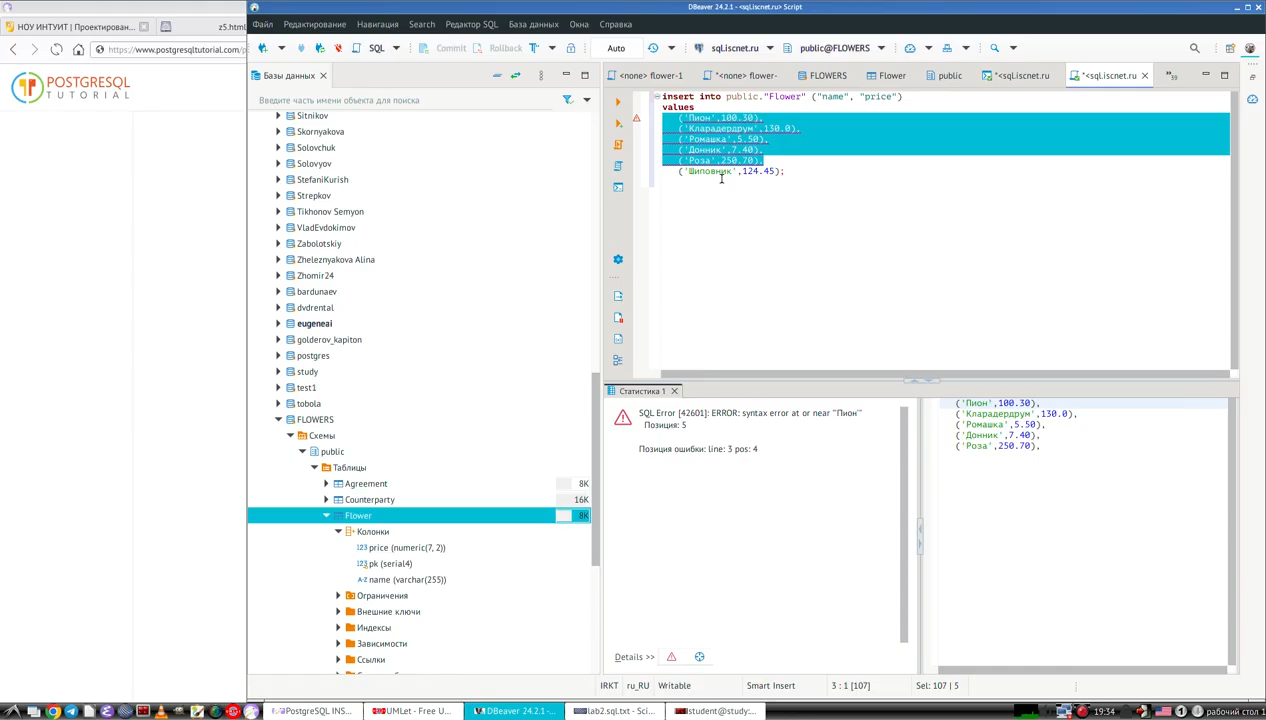 DBeaver 24.2.1 - <sql.iscnet.ru> Script
НОУ ИНТУИТ | Проектирован
z5.html
https://www.postgresqltutorial.com/p
POSTGRESQL
TUTORIAL
Файл Редактирование Навигация Search Редактор SQL База данных Окна Справка
SQL Commit Rollback Auto sql.iscnet.ru public@FLOWERS
Базы данных
Введите часть имени объекта для поиска
Sitnikov
Skornyakova
Solovchuk
Solovyov
StefaniKurish
Strepkov
Tikhonov Semyon
VladEvdokimov
Zabolotskiy
Zheleznyakova Alina
Zhomir24
bardunaev
dvdrental
eugeneai
golderov_kapiton
postgres
study
test1
tobola
FLOWERS
Схемы
public
Таблицы
Agreement 8K
Counterparty 16K
Flower 8K
Колонки
123 price (numeric(7, 2))
123 pk (serial4)
A-Z name (varchar(255))
Ограничения
Внешние ключи
Индексы
Зависимости
Ссылки
<none> flower-1 *<none> flower- FLOWERS Flower public *<sql.iscnet.ru *<sql.iscnet.ru
insert into public."Flower" ("name", "price")
values
('Пион',100.30),
('Кларадердрум',130.0),
('Ромашка',5.50),
('Донник',7.40),
('Роза',250.70),
('Шиповник',124.45);
Статистика 1
SQL Error [42601]: ERROR: syntax error at or near "'Пион'"
Позиция: 5
Позиция ошибки: line: 3 pos: 4
Details >>
('Пион',100.30),
('Кларадердрум',130.0),
('Ромашка',5.50),
('Донник',7.40),
('Роза',250.70),
IRKT ru_RU Writable Smart Insert 3 : 1 [107] Sel: 107 | 5
PostgreSQL INS... UMLet - Free U... DBeaver 24.2.1-... lab2.sql.txt - Sci... student@study:... 19:34 рабочий стол 1